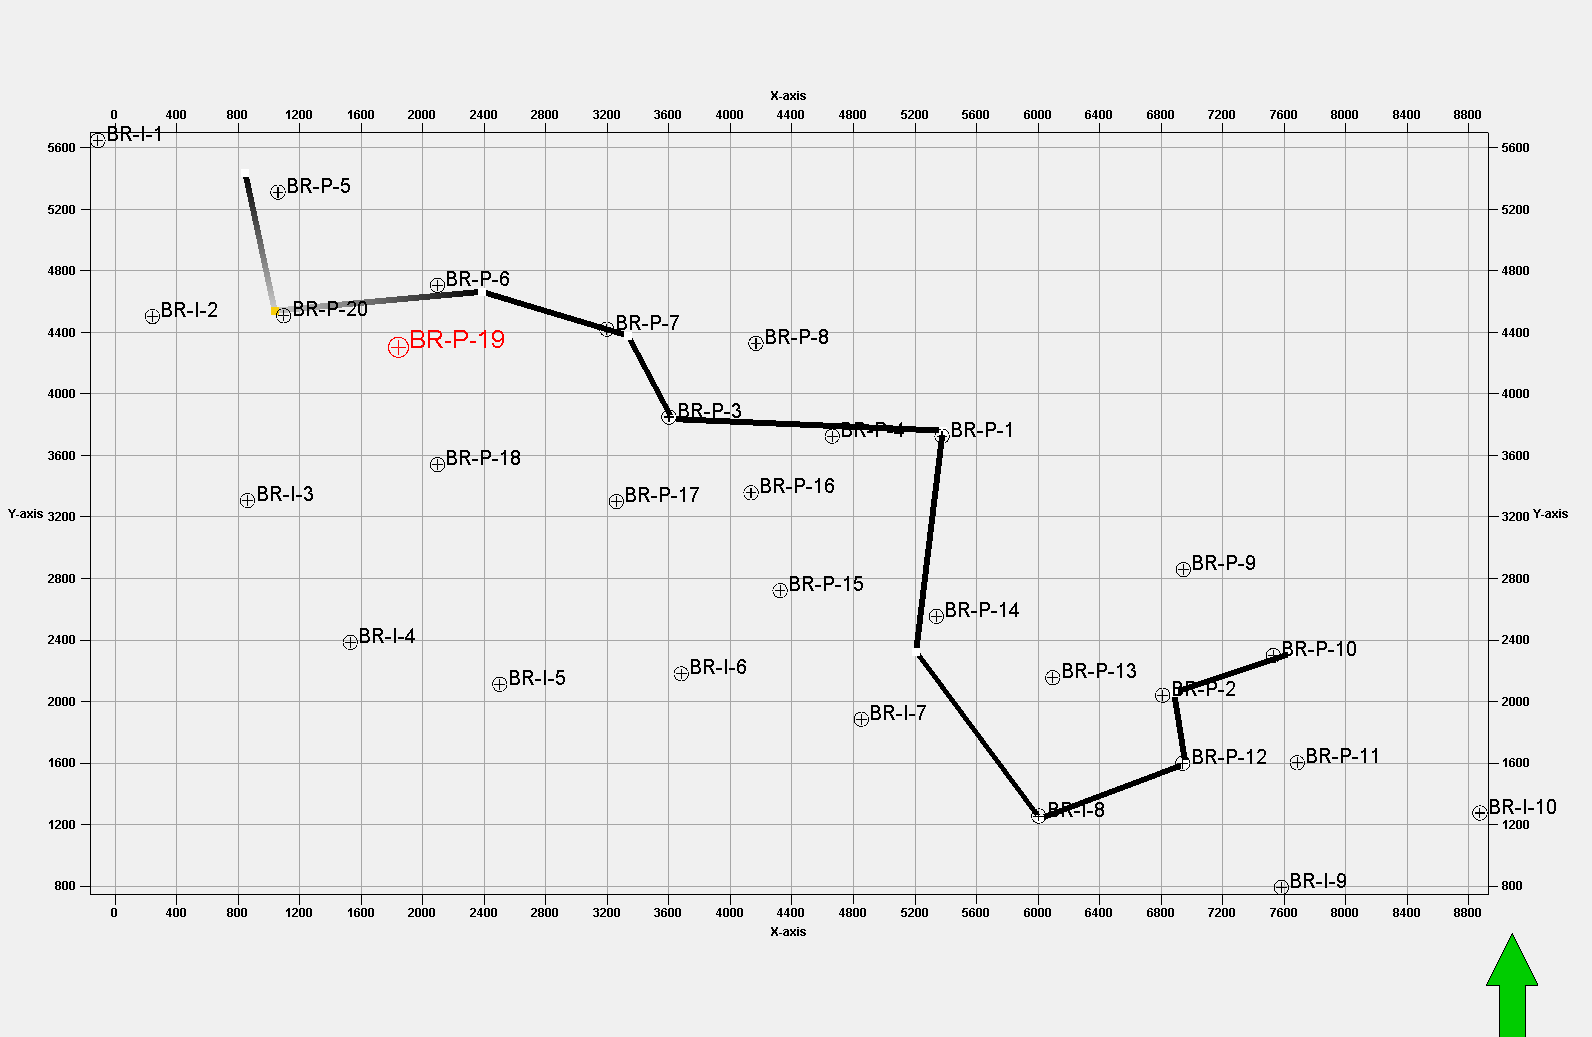 X-axis
0 400 800 1200 1600 2000 2400 2800 3200 3600 4000 4400 4800 5200 5600 6000 6400 6800 7200 7600 8000 8400 8800
BR-I-1
5600 5600
BR-P-5
5200 5200
4800 4800
BR-P-6
BR-I-2 BR-P-20
BR-P-7
4400 4400
BR-P-19 BR-P-8
4000 4000
BR-P-3
BR-P-4 BR-P-1
3600 3600
BR-P-18
BR-P-16
BR-I-3 BR-P-17
Y-axis 3200 3200 Y-axis
BR-P-9
2800 2800
BR-P-15
BR-P-14
2400 2400
BR-I-4
BR-P-10
BR-I-6 BR-P-13
BR-I-5
BR-P-2
2000 2000
BR-I-7
BR-P-12 BR-P-11
1600 1600
BR-I-8 BR-I-10
1200 1200
BR-I-9
800 800
0 400 800 1200 1600 2000 2400 2800 3200 3600 4000 4400 4800 5200 5600 6000 6400 6800 7200 7600 8000 8400 8800
X-axis